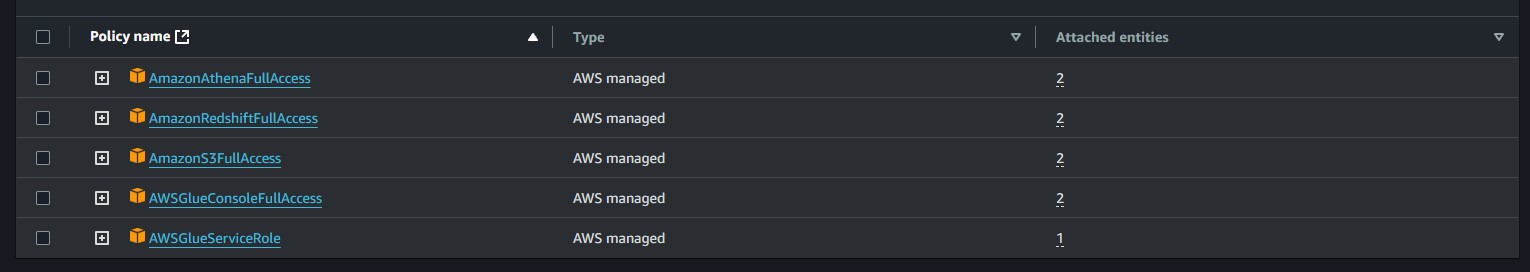 Policy name Type Attached entities
AmazonAthenaFullAccess AWS managed 2
AmazonRedshiftFullAccess AWS managed 2
AmazonS3FullAccess AWS managed 2
AWSGlueConsoleFullAccess AWS managed 2
AWSGlueServiceRole AWS managed 1